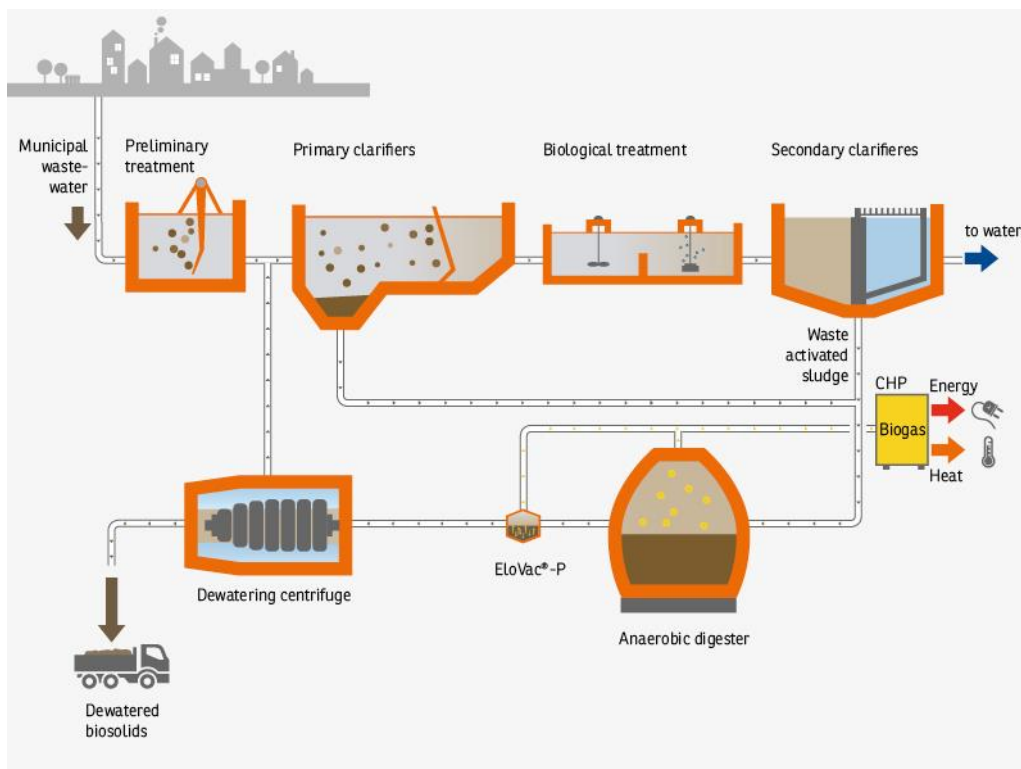 Municipal
waste-
water
Preliminary
treatment
Primary clarifiers
Biological treatment
Secondary clarifieres
to water
Waste
activated
sludge
CHP
Energy
Biogas
Heat
EloVac®-P
Dewatering centrifuge
Anaerobic digester
Dewatered
biosolids